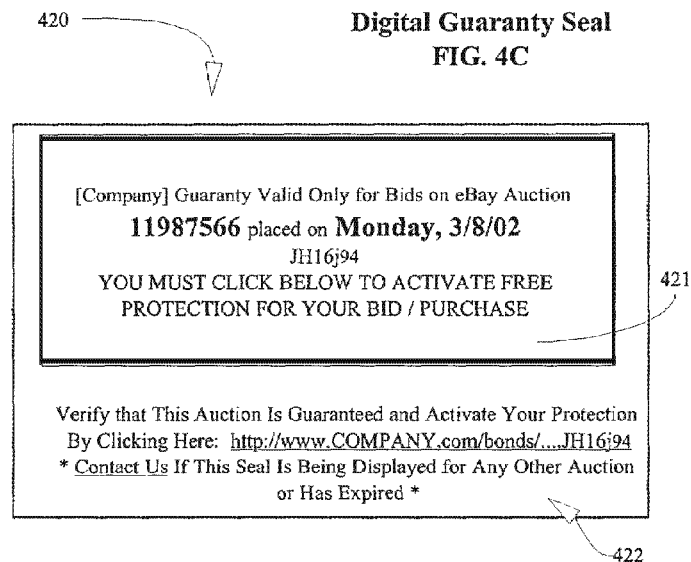 420
Digital Guaranty Seal
FIG. 4C
[Company] Guaranty Valid Only for Bids on eBay Auction
11987566 placed on Monday, 3/8/02
JH16j94
YOU MUST CLICK BELOW TO ACTIVATE FREE
PROTECTION FOR YOUR BID / PURCHASE
421
Verify that This Auction Is Guaranteed and Activate Your Protection
By Clicking Here: http://www.COMPANY.com/bonds/....JH16j94
* Contact Us If This Seal Is Being Displayed for Any Other Auction
or Has Expired *
422